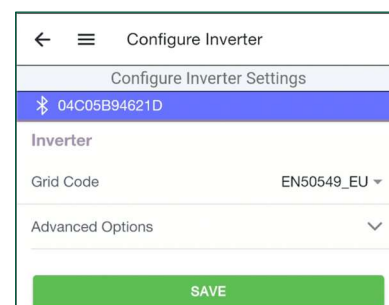 Configure Inverter
Configure Inverter Settings
04C05B94621D
Inverter
Grid Code EN50549_EU
Advanced Options
SAVE